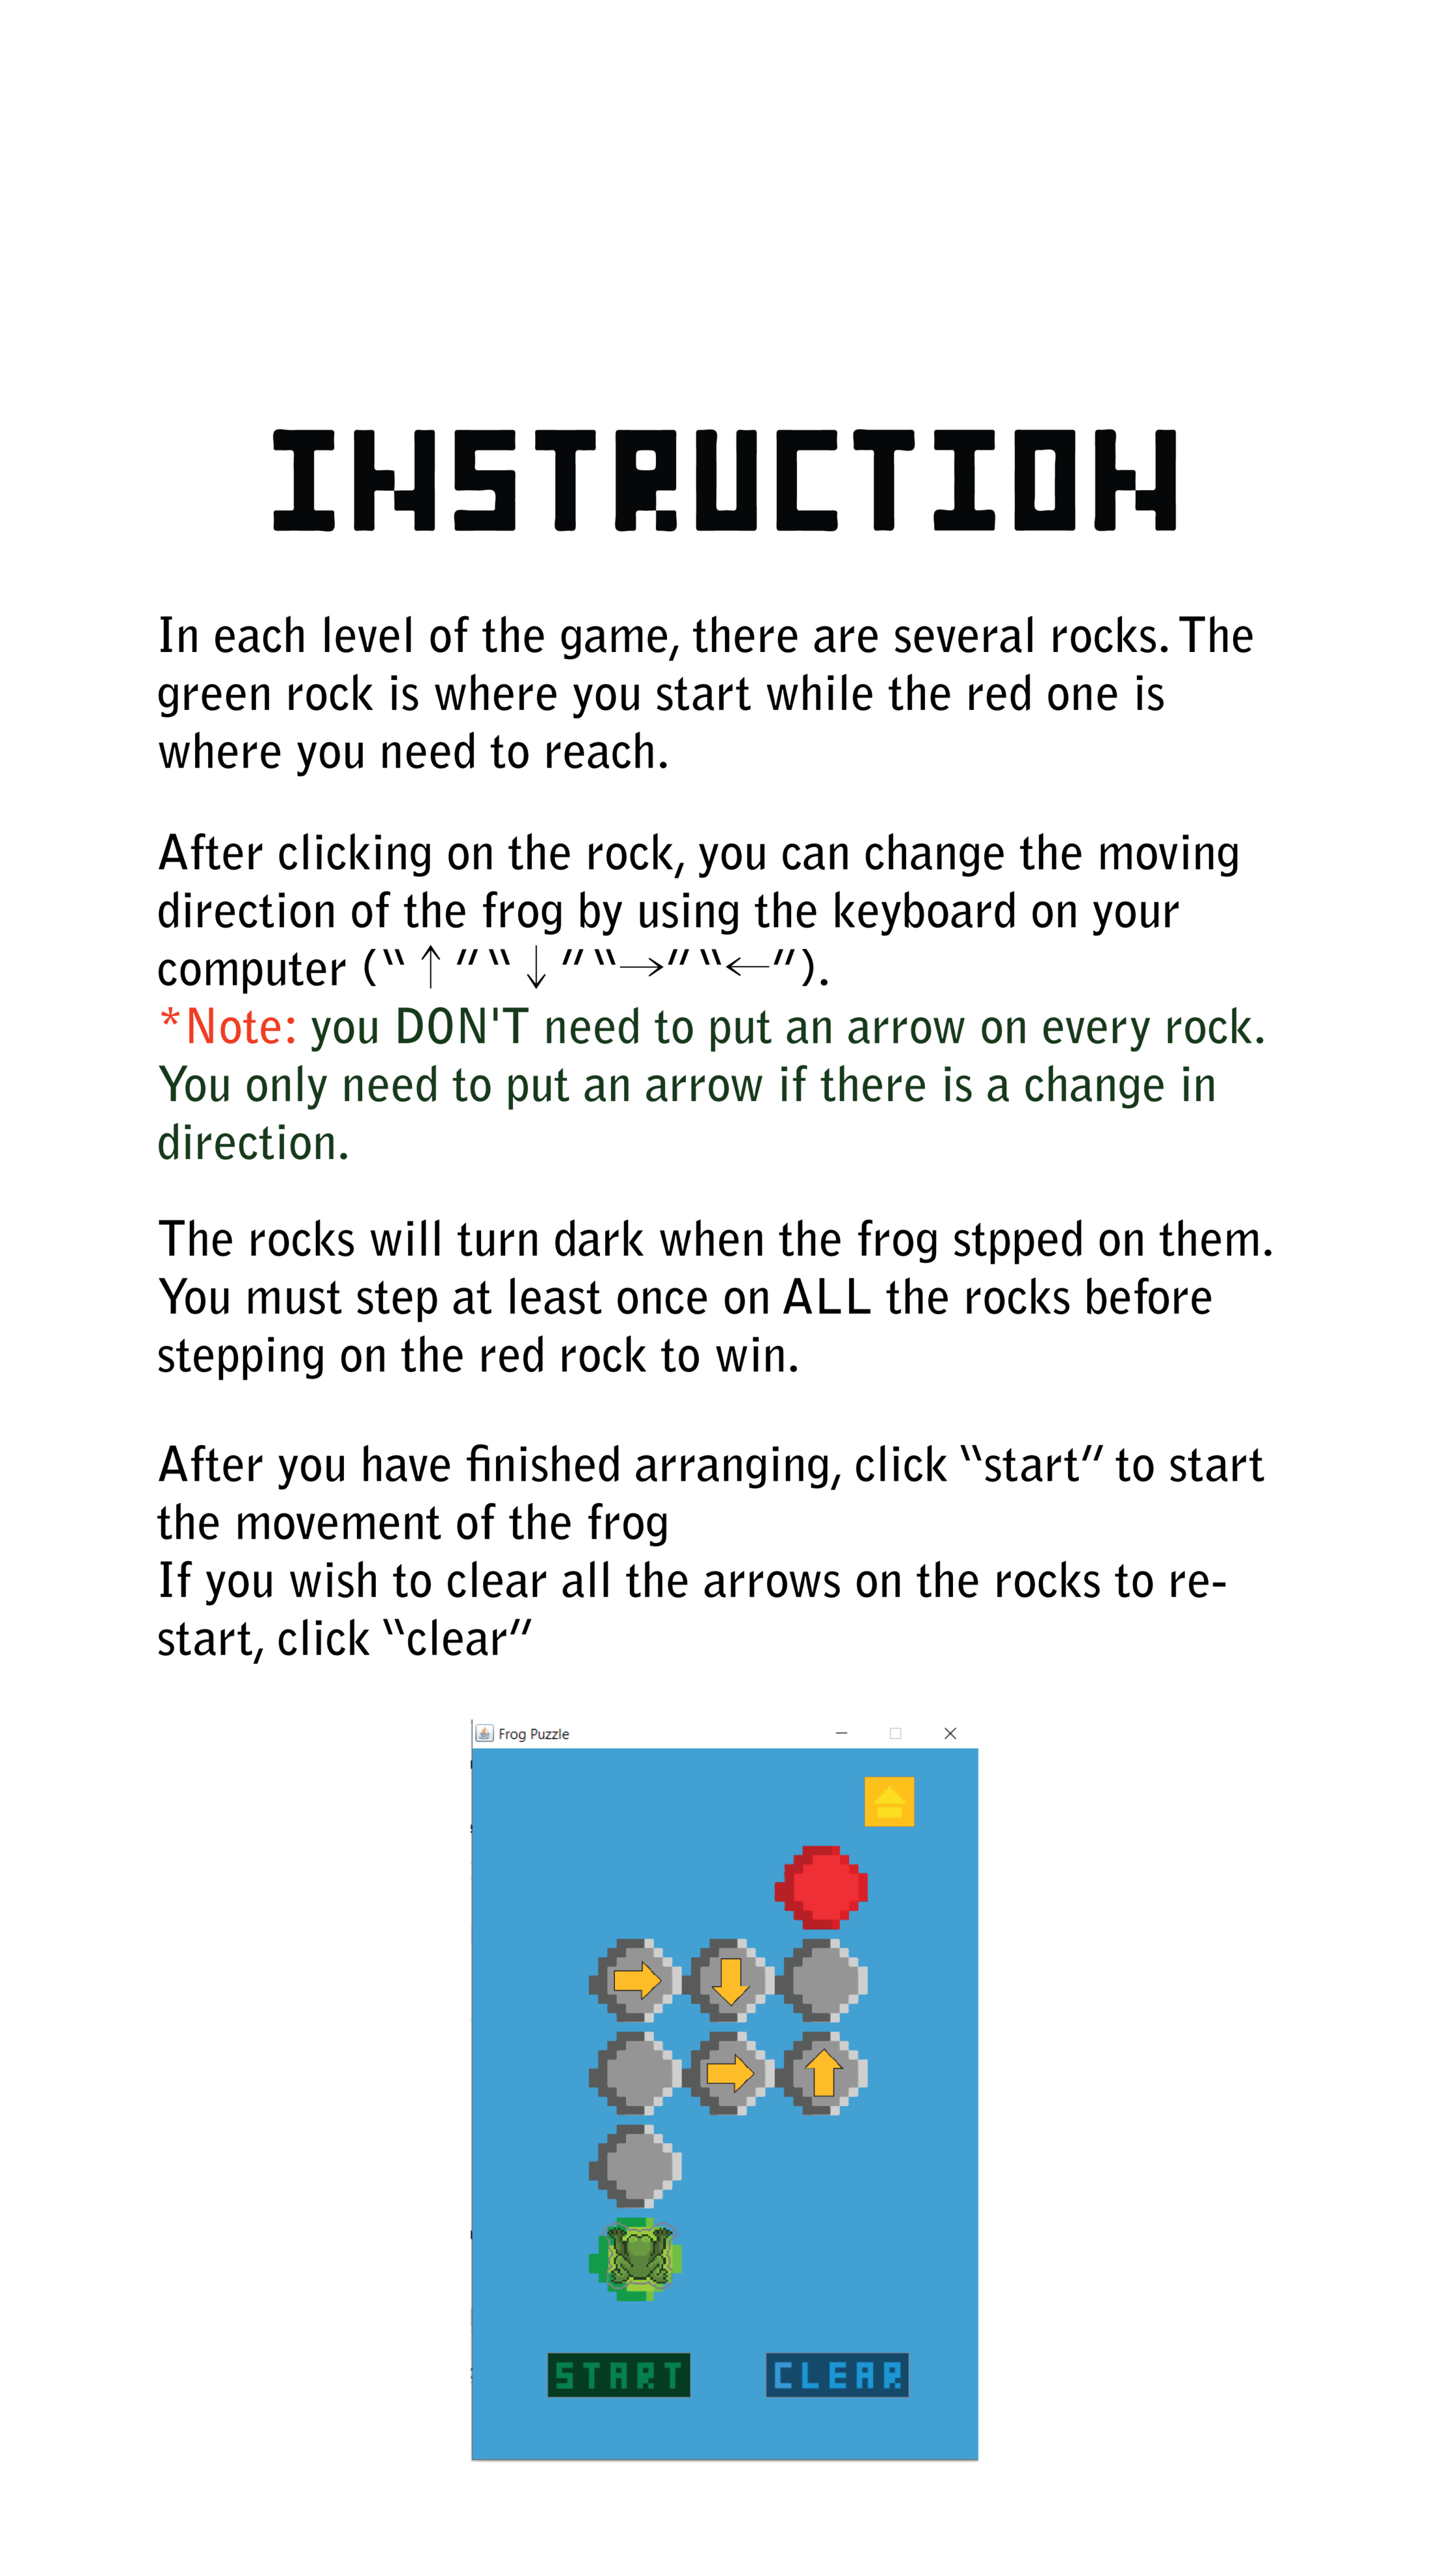 INSTRUCTION
In each level of the game, there are several rocks. The
green rock is where you start while the red one is
where you need to reach.
After clicking on the rock, you can change the moving
direction of the frog by using the keyboard on your
computer (“↑”“↓”“→”“←”).
*Note: you DON'T need to put an arrow on every rock.
You only need to put an arrow if there is a change in
direction.
The rocks will turn dark when the frog stpped on them.
You must step at least once on ALL the rocks before
stepping on the red rock to win.
After you have finished arranging, click “start” to start
the movement of the frog
If you wish to clear all the arrows on the rocks to re-
start, click “clear”
Frog Puzzle
START CLEAR